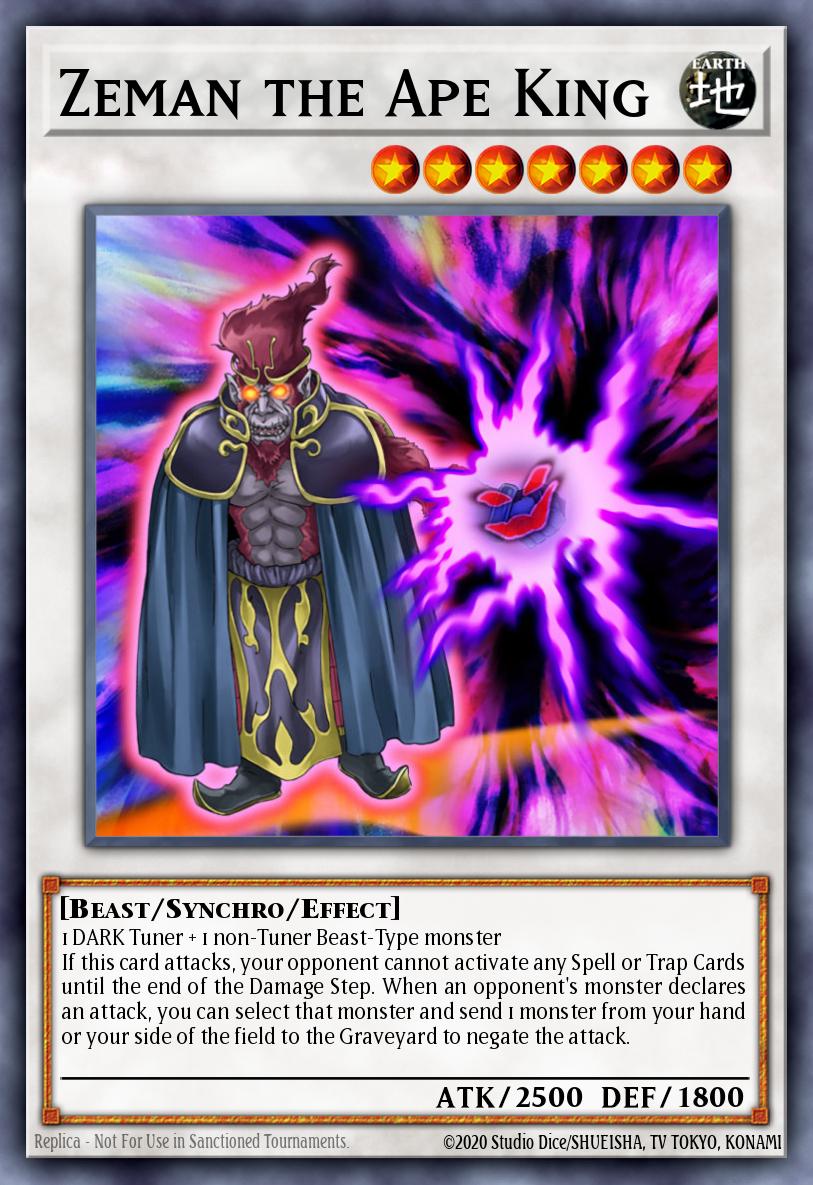 Zeman the Ape King
EARTH
地
[Beast/Synchro/Effect]
1 DARK Tuner + 1 non-Tuner Beast-Type monster
If this card attacks, your opponent cannot activate any Spell or Trap Cards
until the end of the Damage Step. When an opponent's monster declares
an attack, you can select that monster and send 1 monster from your hand
or your side of the field to the Graveyard to negate the attack.
ATK/2500 DEF/1800
Replica - Not For Use in Sanctioned Tournaments.
©2020 Studio Dice/SHUEISHA, TV TOKYO, KONAMI